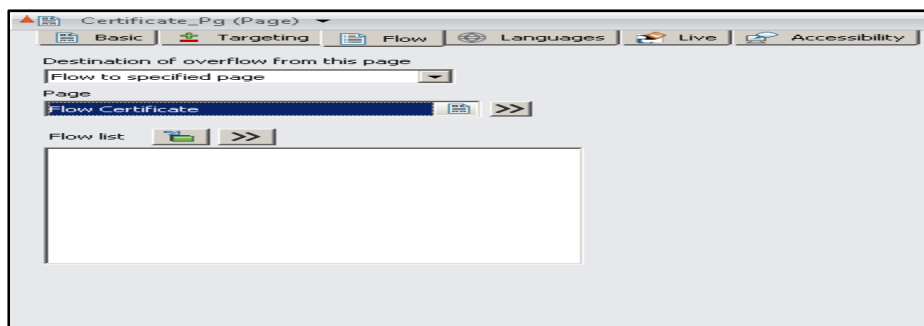 Certificate_Pg (Page)
Basic Targeting Flow Languages Live Accessibility
Destination of overflow from this page
Flow to specified page
Page
Flow Certificate >>
Flow list >>